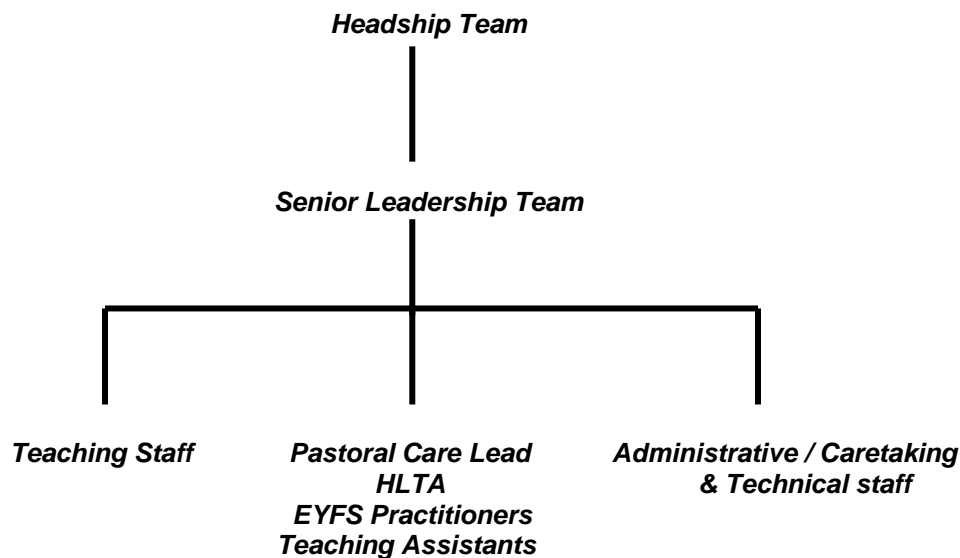 Headship Team
Senior Leadership Team
Teaching Staff
Pastoral Care Lead
HLTA
EYFS Practitioners
Teaching Assistants
Administrative / Caretaking
& Technical staff